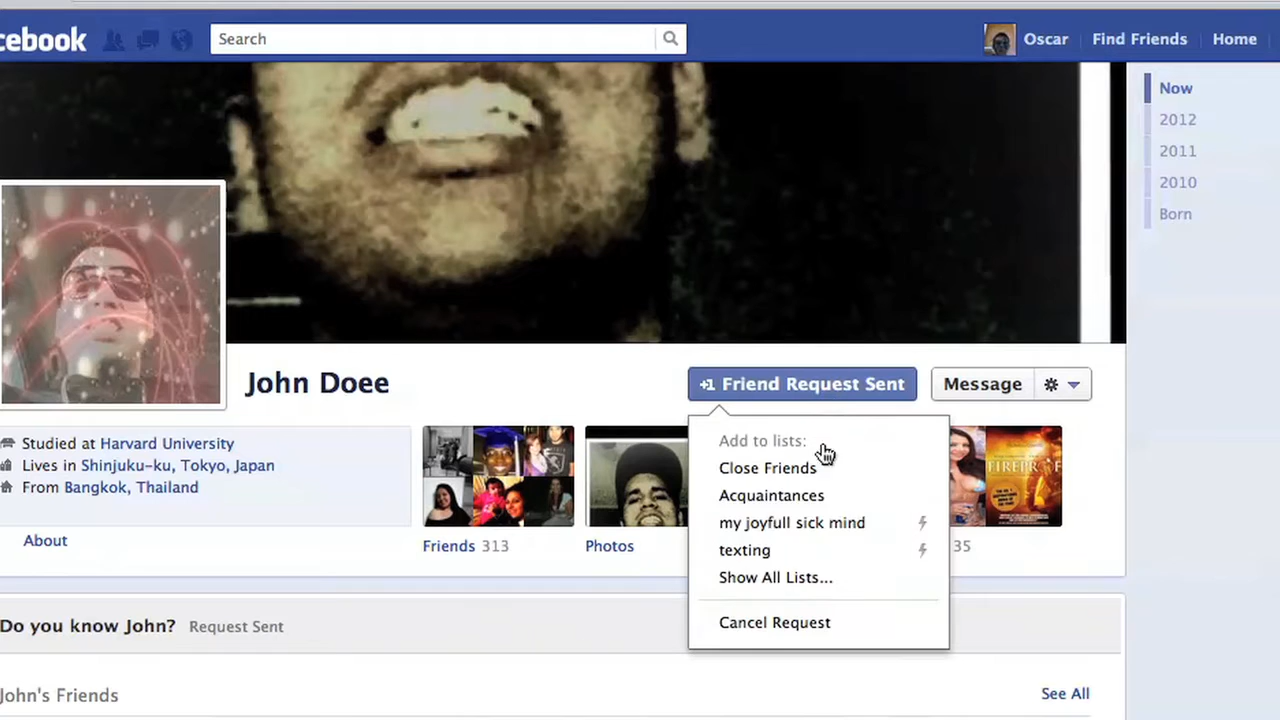 cebook
Search
Oscar
Find Friends
Home
Now
2012
2011
2010
Born
John Doee
+1 Friend Request Sent
Message
Studied at Harvard University
Lives in Shinjuku-ku, Tokyo, Japan
From Bangkok, Thailand
About
Friends 313
Photos
FIREPROOF
35
Add to lists:
Close Friends
Acquaintances
my joyfull sick mind
texting
Show All Lists...
Cancel Request
Do you know John? Request Sent
John's Friends
See All